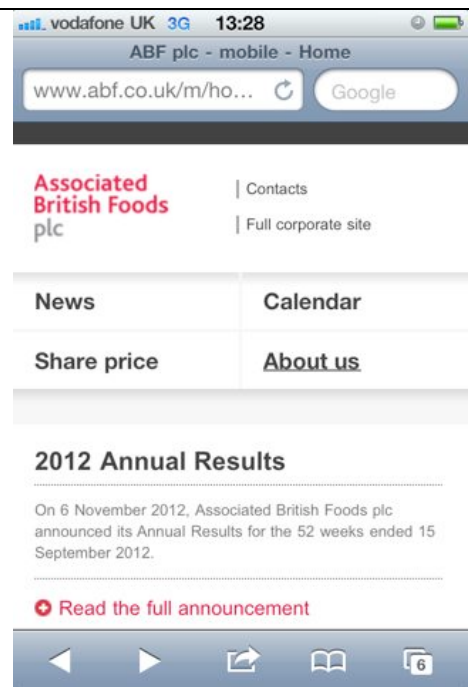 vodafone UK 3G 13:28
ABF plc - mobile - Home
www.abf.co.uk/m/ho... Google
Associated
British Foods
plc
Contacts
Full corporate site
News Calendar
Share price About us
2012 Annual Results
On 6 November 2012, Associated British Foods plc
announced its Annual Results for the 52 weeks ended 15
September 2012.
Read the full announcement
6